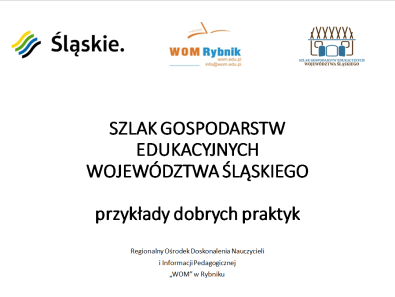 Śląskie.
WOM Rybnik
wom.edu.pl
info@wom.edu.pl
SZLAK GOSPODARSTW EDUKACYJNYCH
WOJEWÓDZTWA ŚLĄSKIEGO
SZLAK GOSPODARSTW
EDUKACYJNYCH
WOJEWÓDZTWA ŚLĄSKIEGO
przykłady dobrych praktyk
Regionalny Ośrodek Doskonalenia Nauczycieli
i Informacji Pedagogicznej
„WOM” w Rybniku